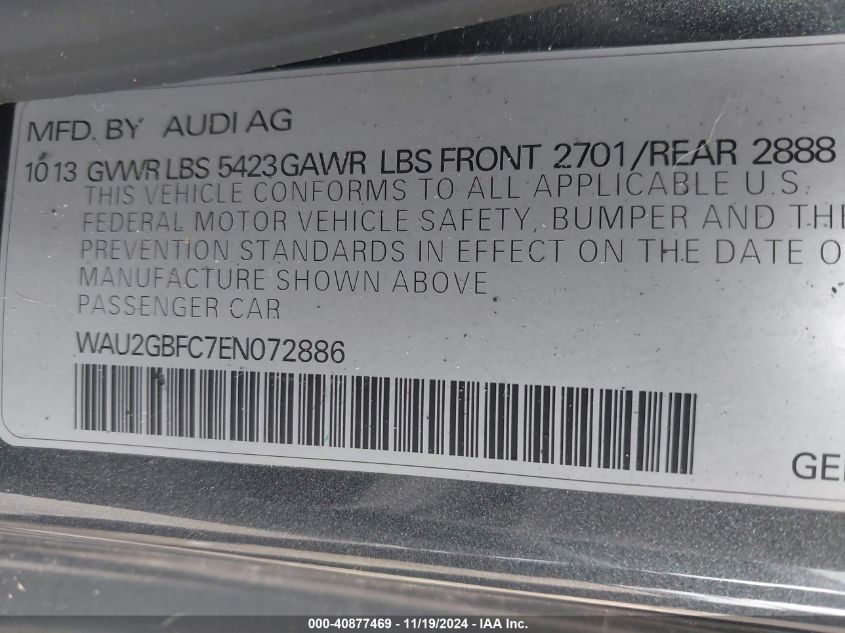 MFD. BY AUDI AG
10 13 GVWR LBS 5423 GAWR LBS FRONT 2701/REAR 2888
THIS VEHICLE CONFORMS TO ALL APPLICABLE U.S.
FEDERAL MOTOR VEHICLE SAFETY, BUMPER AND THE
PREVENTION STANDARDS IN EFFECT ON THE DATE O
MANUFACTURE SHOWN ABOVE
PASSENGER CAR
WAU2GBFC7EN072886
GE
000-40877469 - 11/19/2024 - IAA Inc.